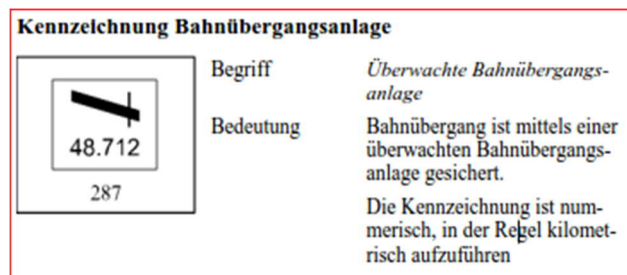 Kennzeichnung Bahnübergangsanlage
Begriff
Überwachte Bahnübergangs-
anlage
Bedeutung
Bahnübergang ist mittels einer
überwachten Bahnübergangs-
anlage gesichert.
Die Kennzeichnung ist num-
merisch, in der Regel kilomet-
risch aufzuführen
48.712
287